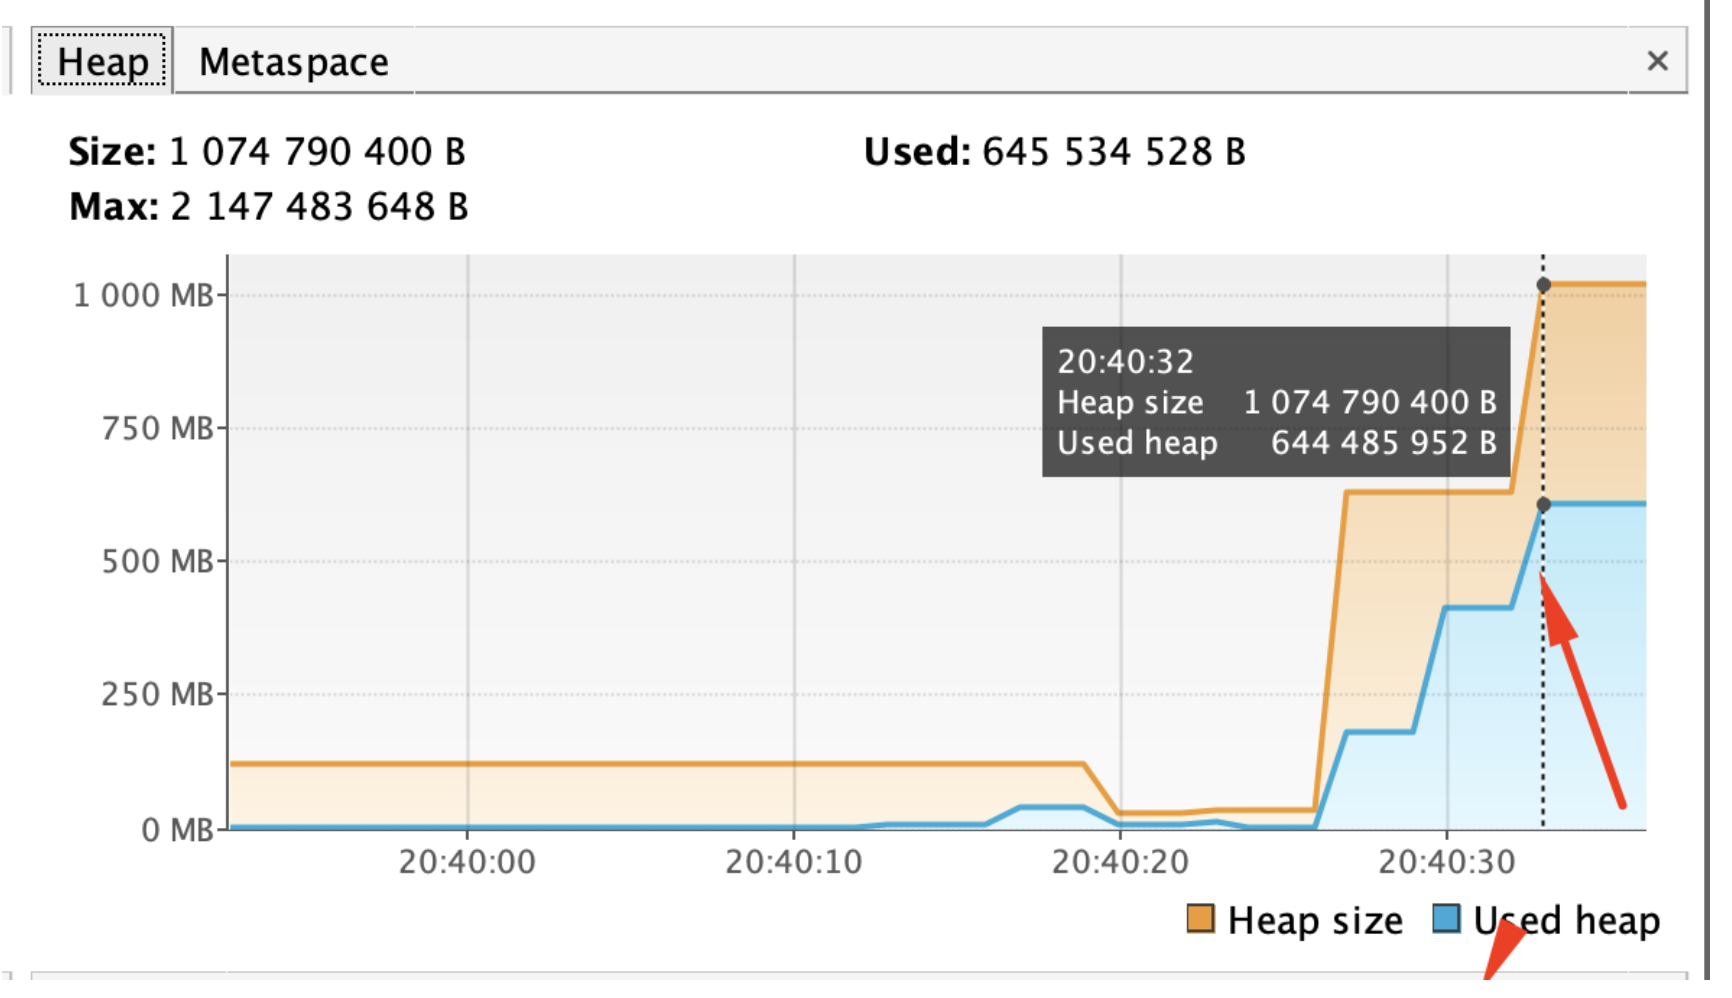 Heap Metaspace ×
Size: 1 074 790 400 B Used: 645 534 528 B
Max: 2 147 483 648 B
1 000 MB
750 MB
500 MB
250 MB
0 MB
20:40:32
Heap size 1 074 790 400 B
Used heap 644 485 952 B
20:40:00 20:40:10 20:40:20 20:40:30
Heap size Used heap